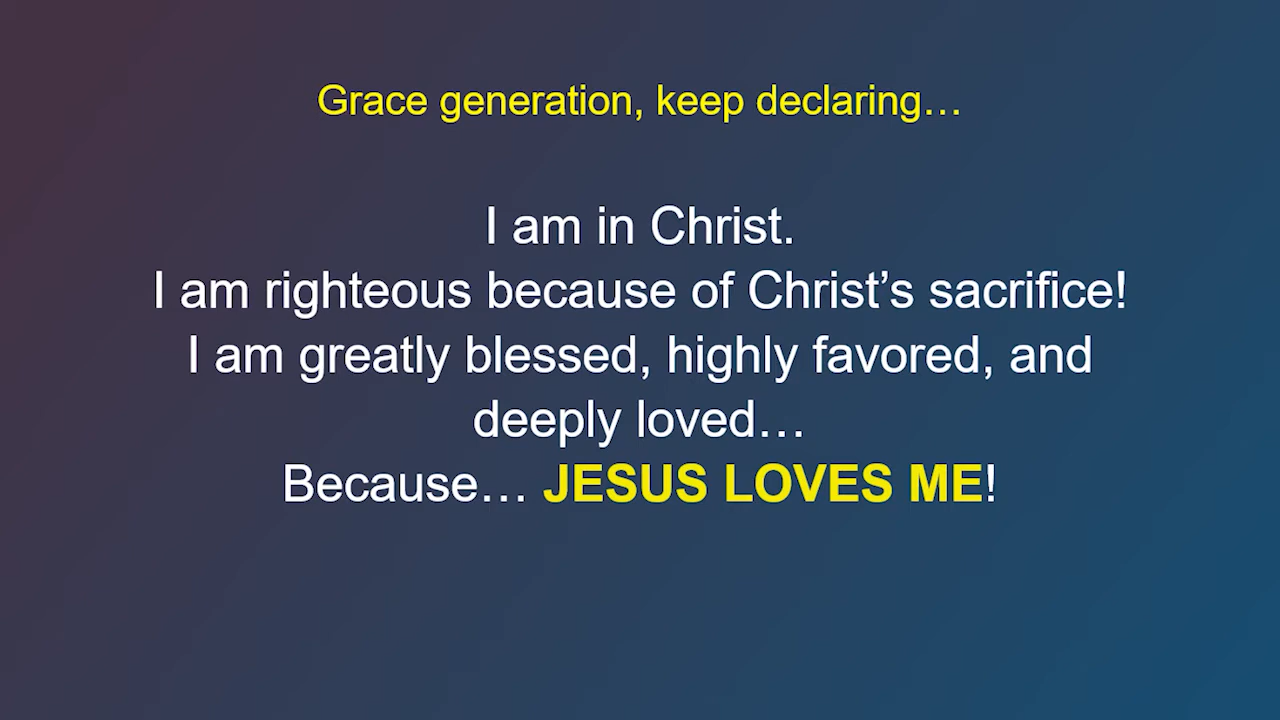 Grace generation, keep declaring…
I am in Christ.
I am righteous because of Christ’s sacrifice!
I am greatly blessed, highly favored, and
deeply loved…
Because… JESUS LOVES ME!